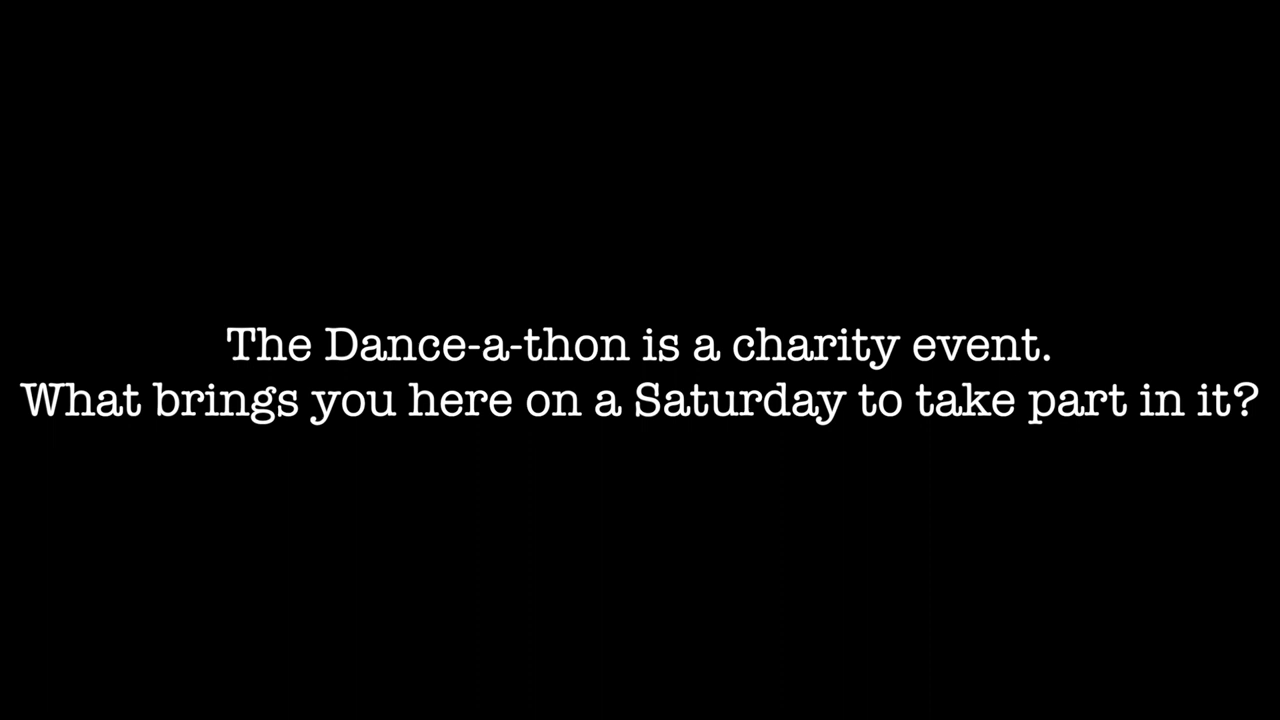 The Dance-a-thon is a charity event.
What brings you here on a Saturday to take part in it?